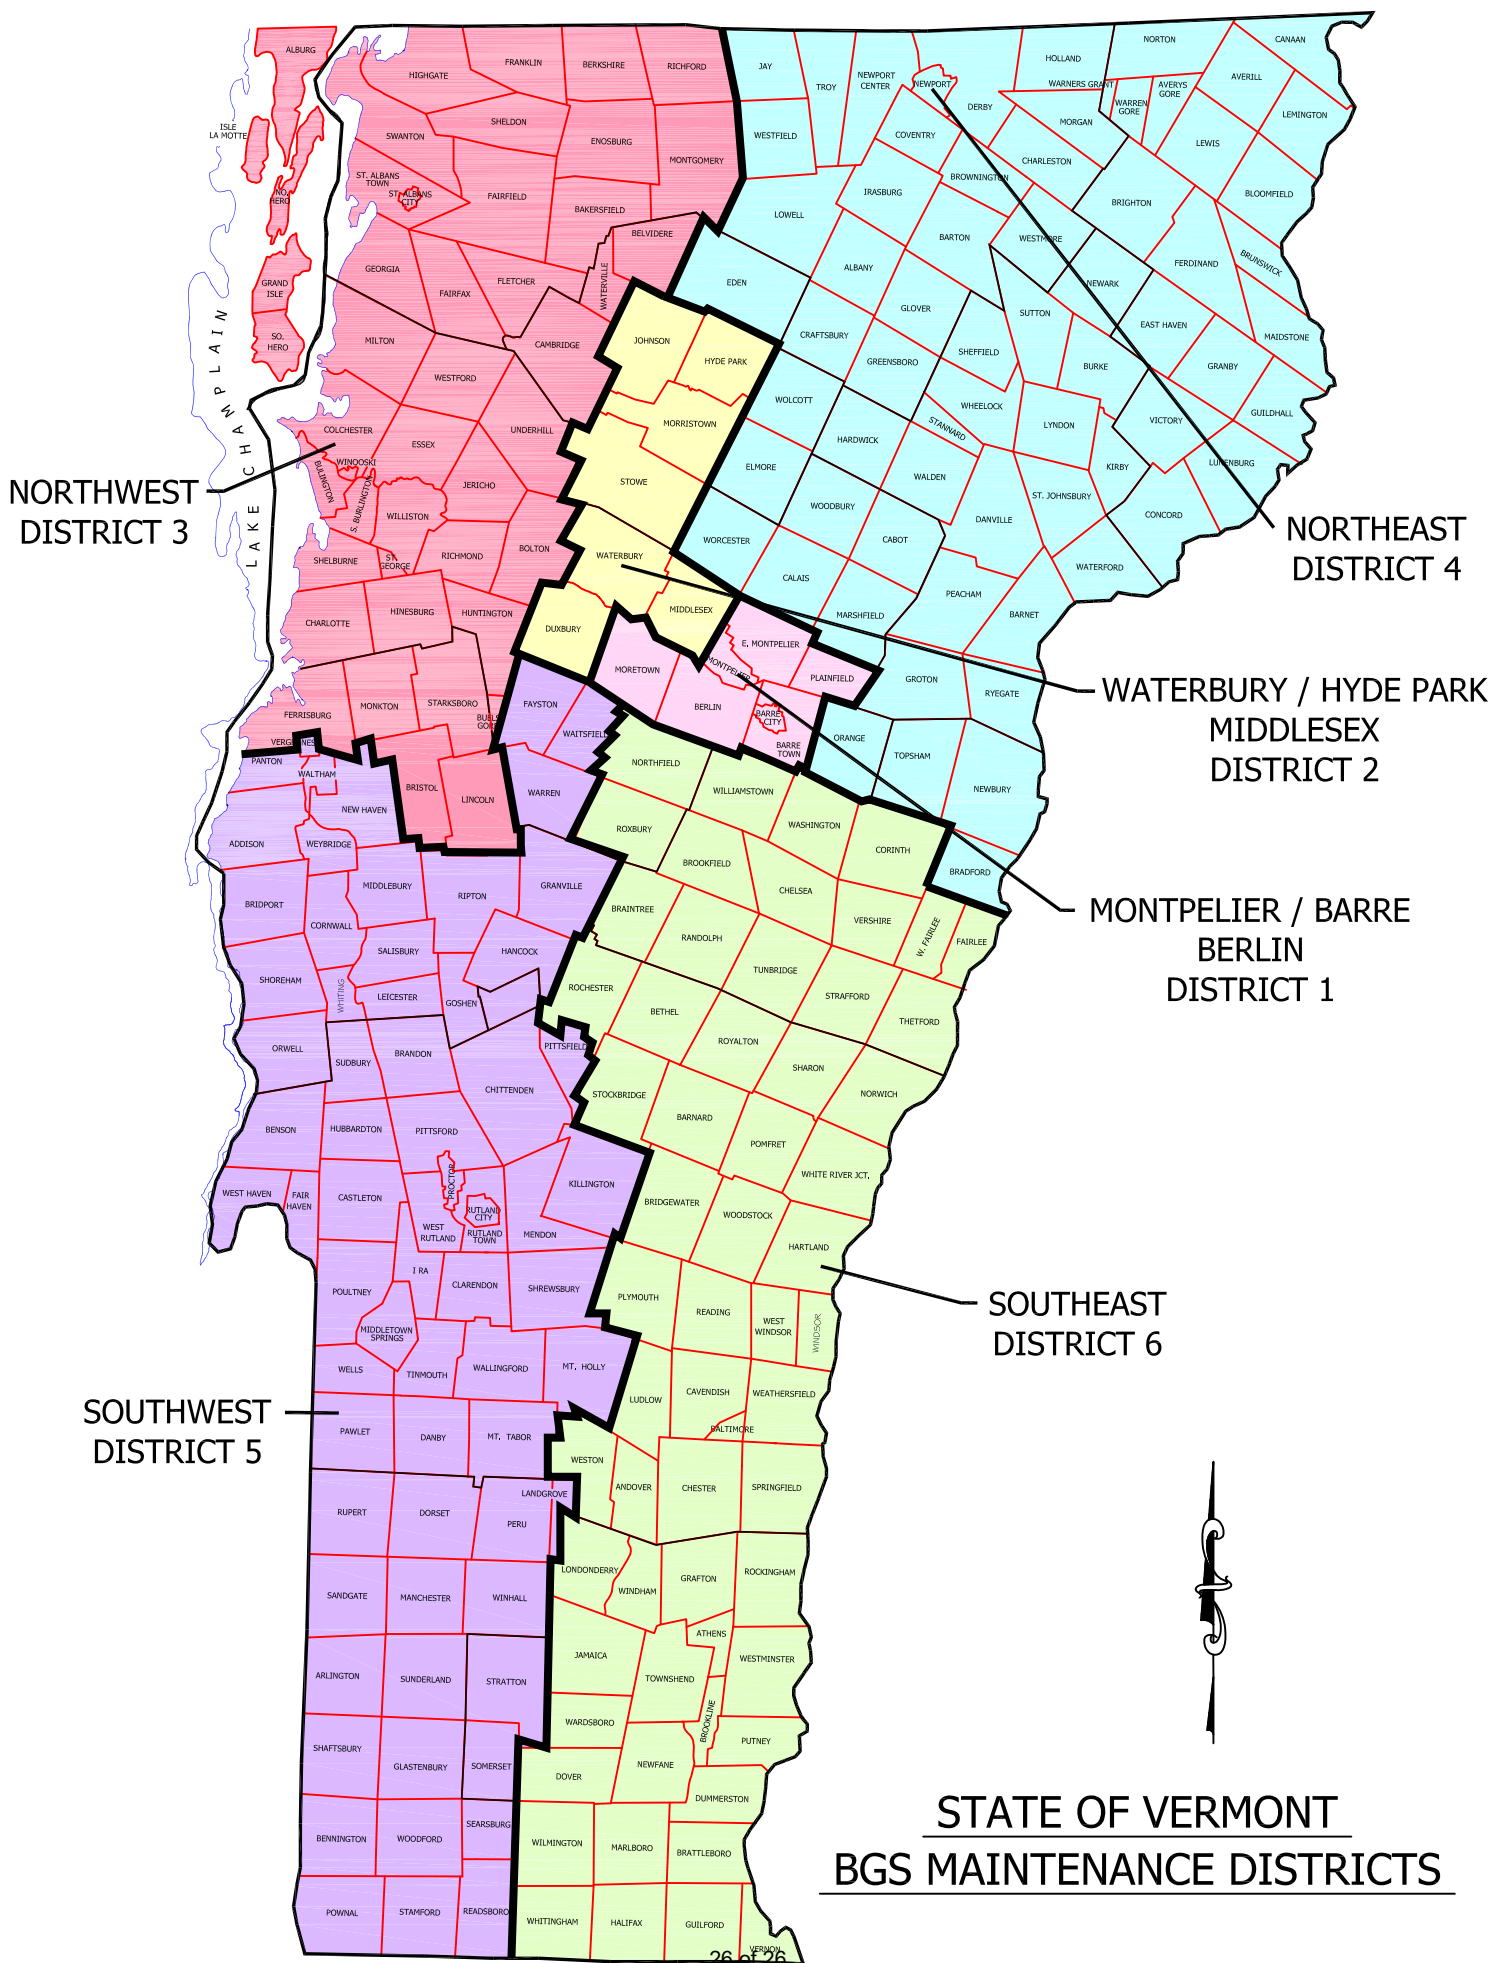 ALBURG
HIGHGATE
FRANKLIN
BERKSHIRE
RICHFORD
JAY
TROY
NEWPORT
CENTER
NEWPORT
DERBY
HOLLAND
NORTON
CANAAN
WARNERS GRANT
WARREN
GORE
AVERYS
GORE
AVERILL
LEMINGTON
ISLE
LA MOTTE
SWANTON
SHELDON
ENOSBURG
MONTGOMERY
WESTFIELD
COVENTRY
MORGAN
LEWIS
CHARLESTON
ST. ALBANS
TOWN
ST. ALBANS
CITY
NO.
HERO
FAIRFIELD
BAKERSFIELD
BELVIDERE
LOWELL
IRASBURG
BROWNINGTON
BRIGHTON
BLOOMFIELD
BARTON
WESTMORE
FERDINAND
BRUNSWICK
GRAND
ISLE
GEORGIA
FAIRFAX
FLETCHER
WATERVILLE
EDEN
ALBANY
NEWARK
GLOVER
SUTTON
EAST HAVEN
MAIDSTONE
SO.
HERO
MILTON
CAMBRIDGE
JOHNSON
HYDE PARK
CRAFTSBURY
GREENSBORO
SHEFFIELD
BURKE
GRANBY
LAKE CHAMPLAIN
WESTFORD
WOLCOTT
WHEELOCK
GUILDHALL
COLCHESTER
ESSEX
UNDERHILL
MORRISTOWN
HARDWICK
STANNARD
LYNDON
VICTORY
WINOOSKI
BULINGTON
S. BURLINGTON
JERICHO
STOWE
ELMORE
WALDEN
KIRBY
LUNENBURG
NORTHWEST
DISTRICT 3
WILLISTON
WOODBURY
ST. JOHNSBURY
DANVILLE
CONCORD
NORTHEAST
DISTRICT 4
SHELBURNE
ST.
GEORGE
RICHMOND
BOLTON
WATERBURY
WORCESTER
CABOT
CALAIS
WATERFORD
CHARLOTTE
HINESBURG
HUNTINGTON
DUXBURY
MIDDLESEX
MARSHFIELD
PEACHAM
BARNET
E. MONTPELIER
MONTPELIER
MORETOWN
PLAINFIELD
GROTON
RYEGATE
WATERBURY / HYDE PARK
MIDDLESEX
DISTRICT 2
FERRISBURG
MONKTON
STARKSBORO
BUELS
GORE
FAYSTON
WAITSFIELD
BERLIN
BARRE
CITY
BARRE
TOWN
ORANGE
TOPSHAM
NEWBURY
VERGENNES
PANTON
WALTHAM
NEW HAVEN
BRISTOL
LINCOLN
WARREN
NORTHFIELD
WILLIAMSTOWN
WASHINGTON
CORINTH
BRADFORD
ADDISON
WEYBRIDGE
ROXBURY
BROOKFIELD
CHELSEA
MIDDLEBURY
RIPTON
GRANVILLE
BRIDPORT
CORNWALL
BRAINTREE
RANDOLPH
VERSHIRE
W. FAIRLEE
FAIRLEE
MONTPELIER / BARRE
BERLIN
DISTRICT 1
SALISBURY
HANCOCK
SHOREHAM
WHITING
LEICESTER
GOSHEN
ROCHESTER
TUNBRIDGE
STRAFFORD
THETFORD
BETHEL
ROYALTON
ORWELL
SUDBURY
BRANDON
PITTSFIELD
CHITTENDEN
SHARON
STOCKBRIDGE
NORWICH
BENSON
HUBBARDTON
PITTSFORD
BARNARD
POMFRET
WEST HAVEN
FAIR
HAVEN
CASTLETON
PROCTOR
KILLINGTON
WHITE RIVER JCT.
BRIDGEWATER
WOODSTOCK
WEST
RUTLAND
RUTLAND
CITY
RUTLAND
TOWN
MENDON
HARTLAND
I RA
POULTNEY
CLARENDON
SHREWSBURY
PLYMOUTH
READING
WEST
WINDSOR
WINDSOR
SOUTHEAST
DISTRICT 6
MIDDLETOWN
SPRINGS
WELLS
TINMOUTH
WALLINGFORD
MT. HOLLY
LUDLOW
CAVENDISH
WEATHERSFIELD
SOUTHWEST
DISTRICT 5
PAWLET
DANBY
MT. TABOR
BALTIMORE
WESTON
ANDOVER
CHESTER
SPRINGFIELD
LANDGROVE
RUPERT
DORSET
PERU
LONDONDERRY
WINDHAM
GRAFTON
ROCKINGHAM
SANDGATE
MANCHESTER
WINHALL
ATHENS
JAMAICA
TOWNSHEND
WESTMINSTER
ARLINGTON
SUNDERLAND
STRATTON
WARDSBORO
BROOKLINE
PUTNEY
SHAFTSBURY
GLASTENBURY
SOMERSET
DOVER
NEWFANE
DUMMERSTON
BENNINGTON
WOODFORD
SEARSBURG
WILMINGTON
MARLBORO
BRATTLEBORO
STATE OF VERMONT
BGS MAINTENANCE DISTRICTS
POWNAL
STAMFORD
READSBORO
WHITINGHAM
HALIFAX
GUILFORD
VERNON
26 of 26